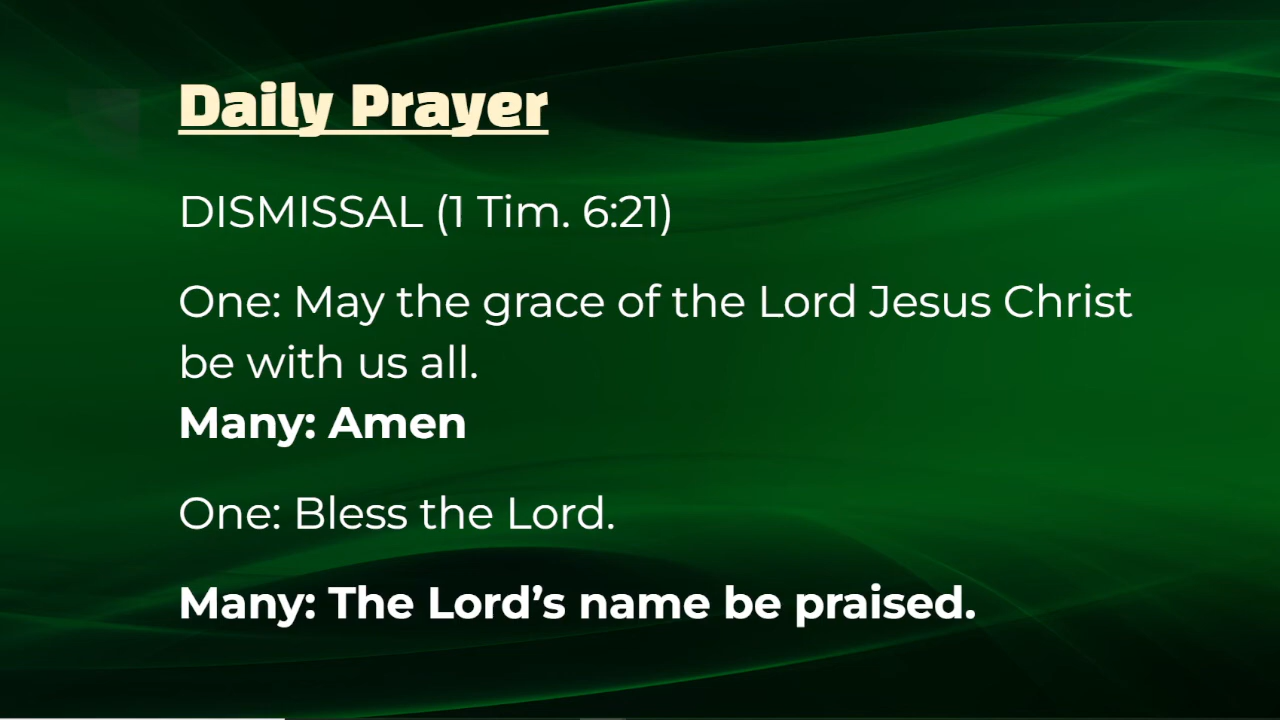 Daily Prayer
DISMISSAL (1 Tim. 6:21)
One: May the grace of the Lord Jesus Christ
be with us all.
Many: Amen
One: Bless the Lord.
Many: The Lord’s name be praised.